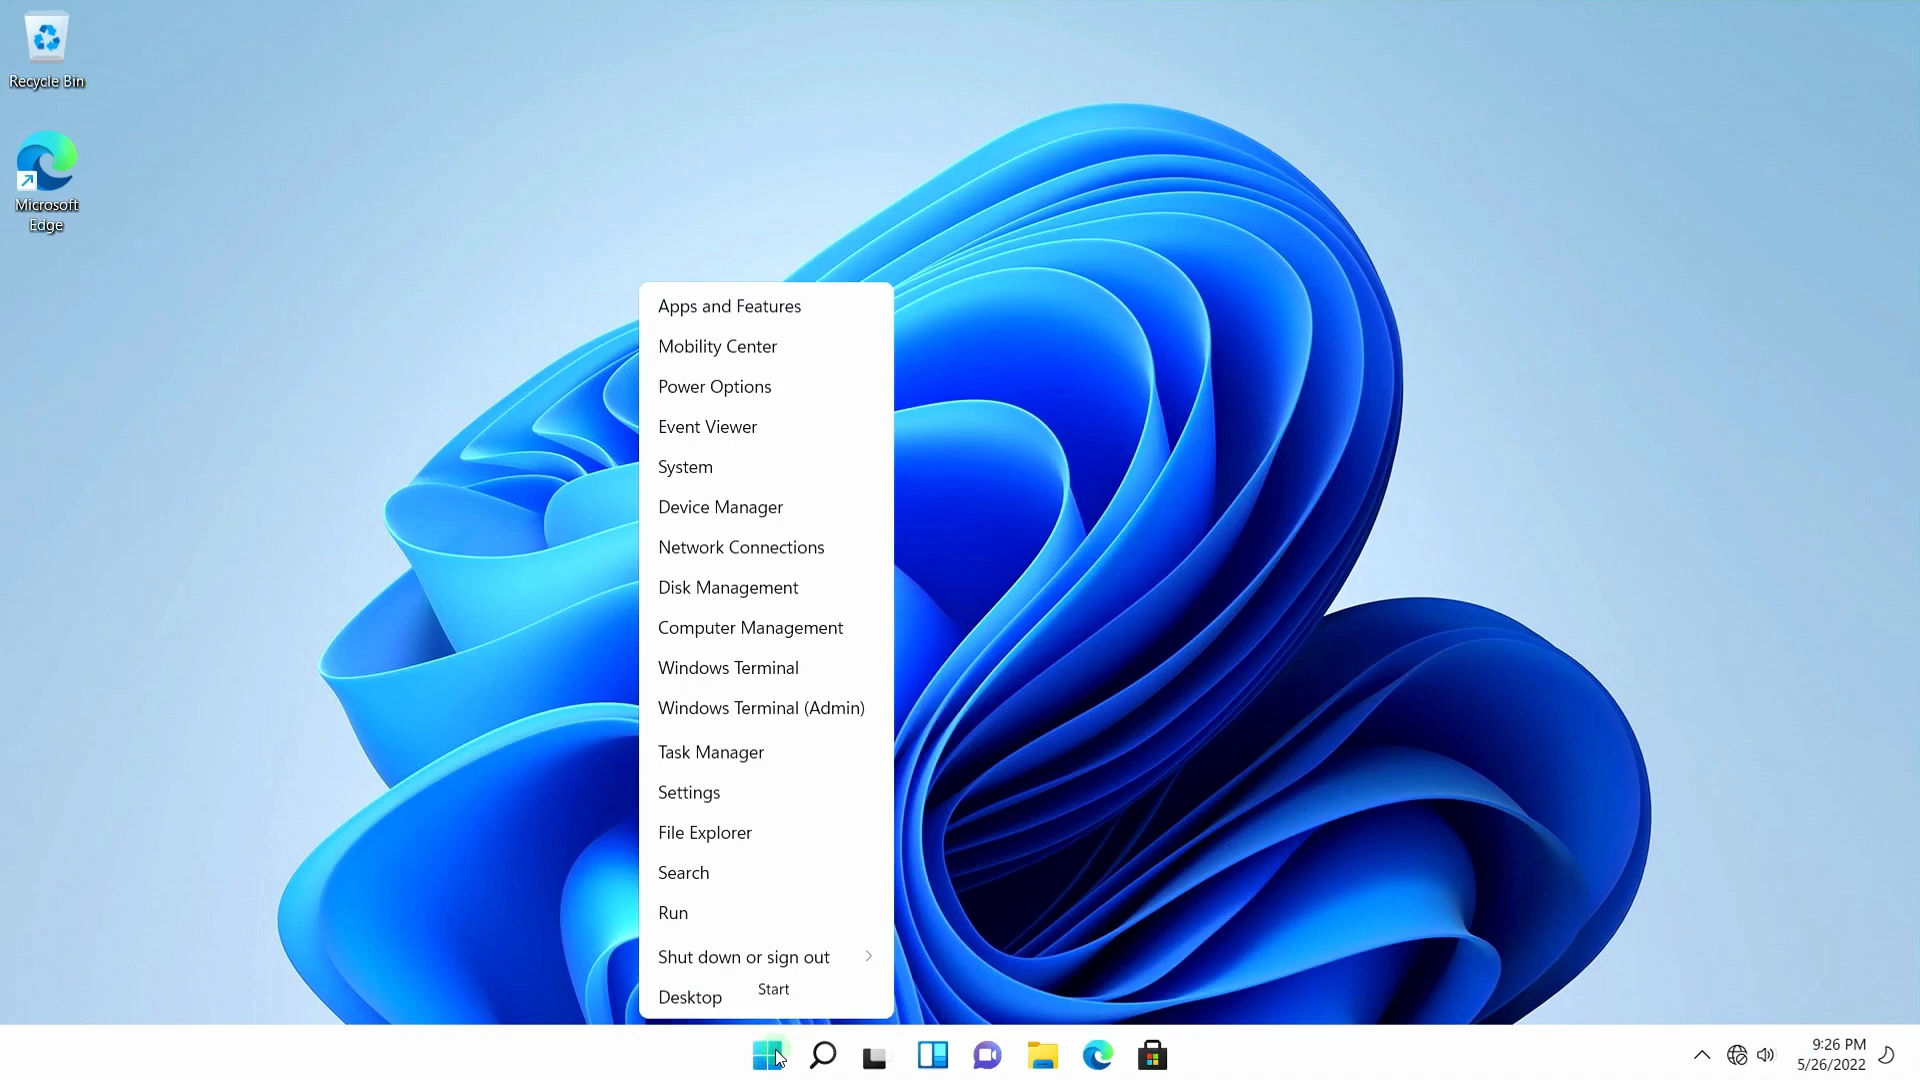 Recycle Bin
Microsoft
Edge
Apps and Features
Mobility Center
Power Options
Event Viewer
System
Device Manager
Network Connections
Disk Management
Computer Management
Windows Terminal
Windows Terminal (Admin)
Task Manager
Settings
File Explorer
Search
Run
Shut down or sign out
Start
Desktop
9:26 PM
5/26/2022